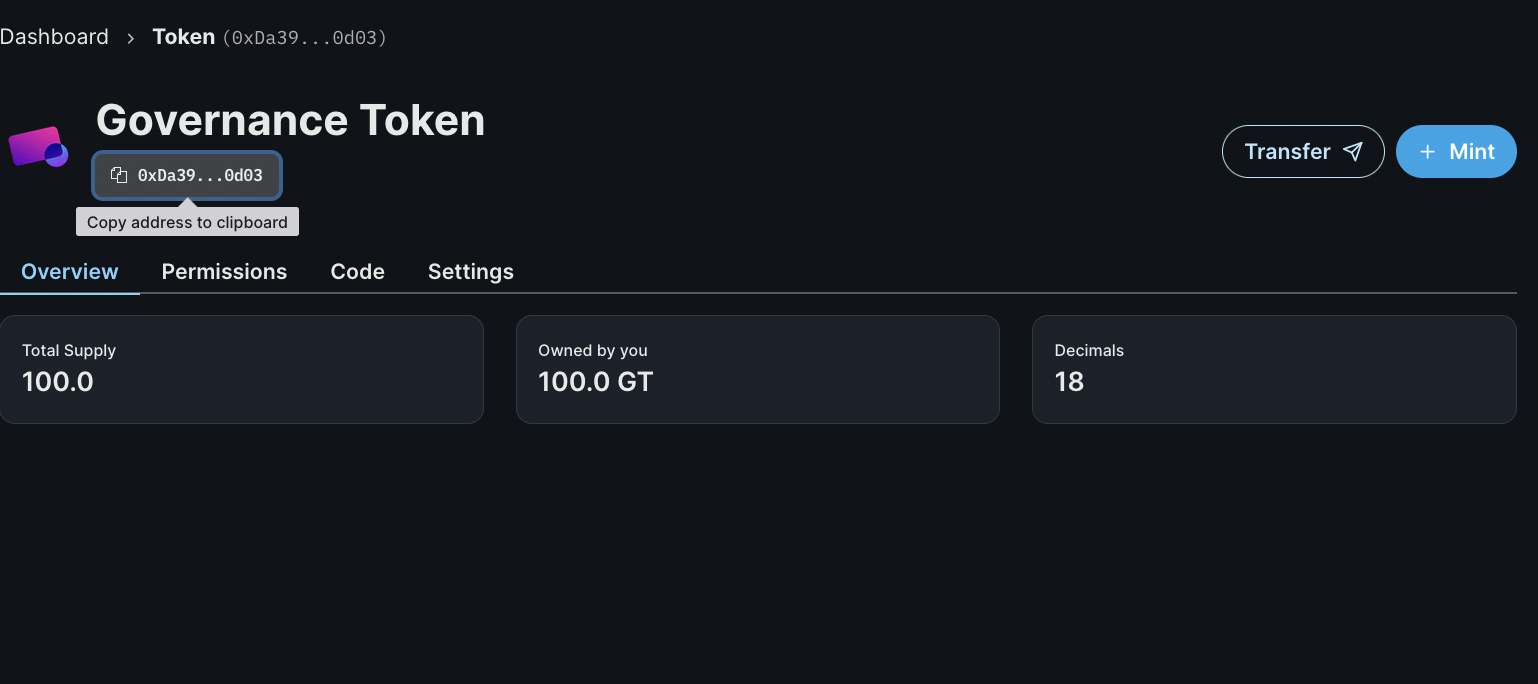 Dashboard › Token (0xDa39...0d03)
Governance Token
0xDa39...0d03
Transfer
+ Mint
Copy address to clipboard
Overview Permissions Code Settings
Total Supply Owned by you Decimals
100.0 100.0 GT 18